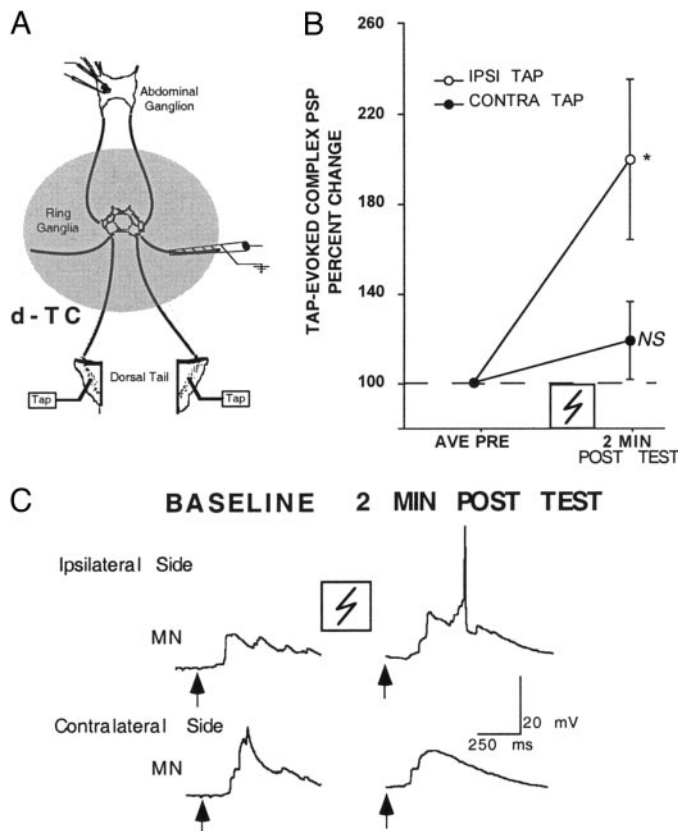 A
Abdominal
Ganglion
Ring
Ganglia
d-TC
Dorsal Tail
Tap
Tap
B
TAP-EVOKED COMPLEX PSP
PERCENT CHANGE
260
220
180
140
100
IPSI TAP
CONTRA TAP
*
NS
AVE PRE
2 MIN
POST TEST
C
BASELINE 2 MIN POST TEST
Ipsilateral Side
MN
Contralateral Side
MN
20 mV
250 ms